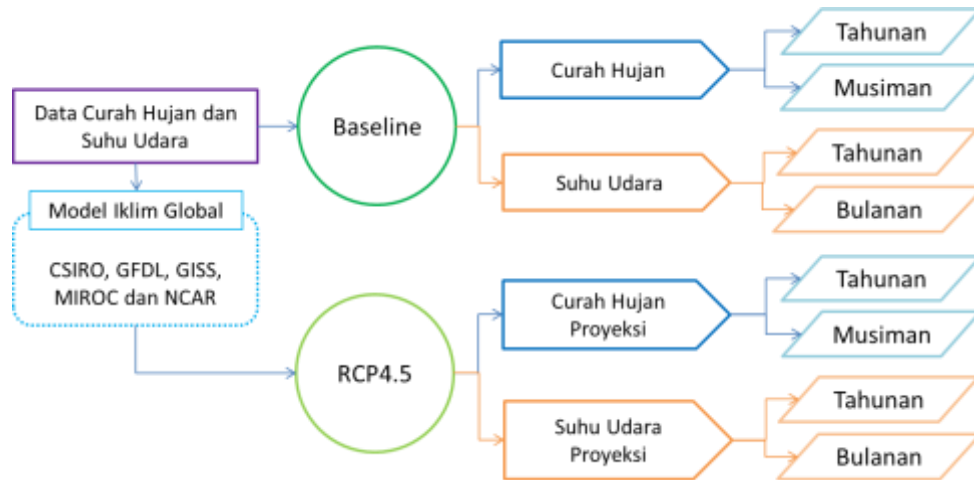 Data Curah Hujan dan
Suhu Udara
Model Iklim Global
CSIRO, GFDL, GISS,
MIROC dan NCAR
Baseline
Curah Hujan
Tahunan
Musiman
Suhu Udara
Tahunan
Bulanan
RCP4.5
Curah Hujan
Proyeksi
Tahunan
Musiman
Suhu Udara
Proyeksi
Tahunan
Bulanan